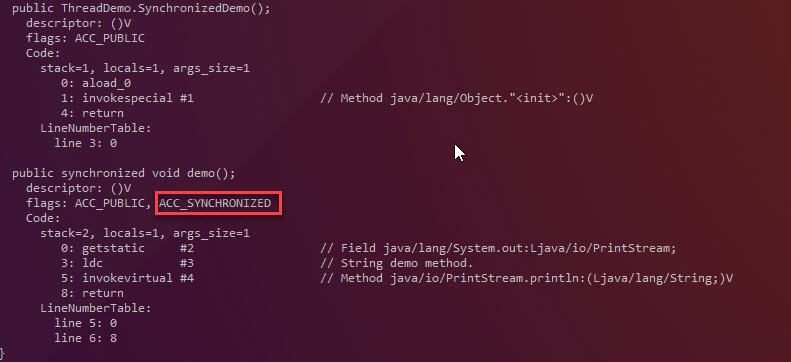 public ThreadDemo.SynchronizedDemo();
descriptor: ()V
flags: ACC_PUBLIC
Code:
stack=1, locals=1, args_size=1
0: aload_0
1: invokespecial #1 // Method java/lang/Object."<init>":()V
4: return
LineNumberTable:
line 3: 0
public synchronized void demo();
descriptor: ()V
flags: ACC_PUBLIC, ACC_SYNCHRONIZED
Code:
stack=2, locals=1, args_size=1
0: getstatic #2 // Field java/lang/System.out:Ljava/io/PrintStream;
3: ldc #3 // String demo method.
5: invokevirtual #4 // Method java/io/PrintStream.println:(Ljava/lang/String;)V
8: return
LineNumberTable:
line 5: 0
line 6: 8
}